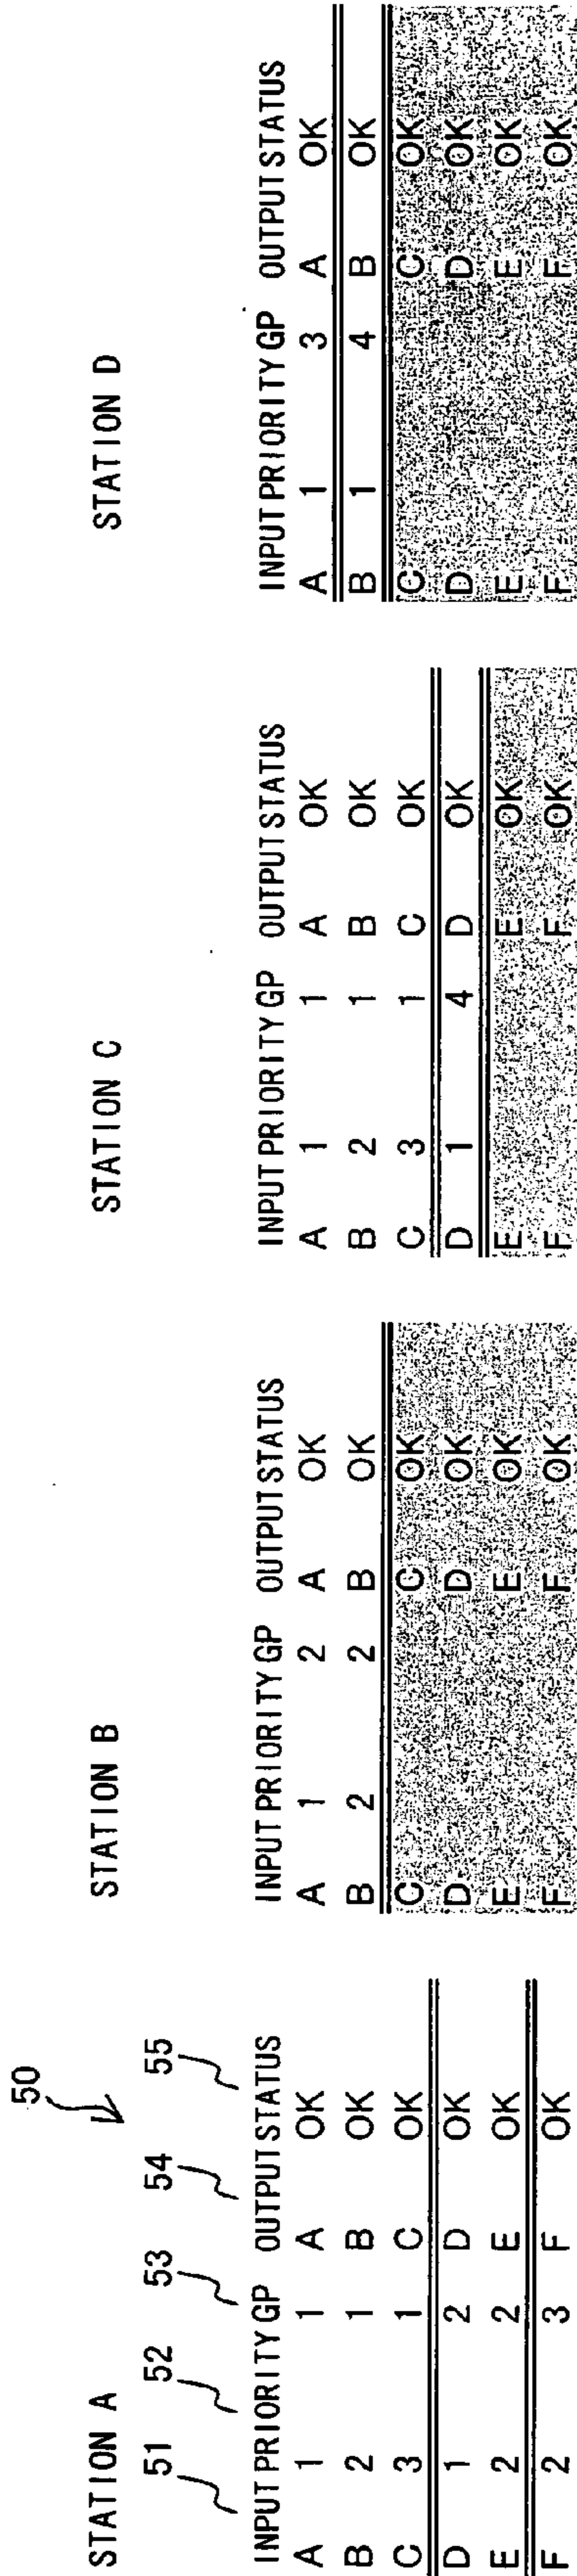 STATION A
50
51 52 53 54 55
INPUT PRIORITY GP OUTPUT STATUS
A 1 1 A OK
B 2 1 B OK
C 3 1 C OK
D 1 2 D OK
E 2 2 E OK
F 2 3 F OK
STATION B
INPUT PRIORITY GP OUTPUT STATUS
A 1 2 A OK
B 2 2 B OK
C C OK
D D OK
E E OK
F F OK
STATION C
INPUT PRIORITY GP OUTPUT STATUS
A 1 1 A OK
B 2 1 B OK
C 3 1 C OK
D 1 4 D OK
E E OK
F F OK
STATION D
INPUT PRIORITY GP OUTPUT STATUS
A 1 3 A OK
B 1 4 B OK
C C OK
D D OK
E E OK
F F OK